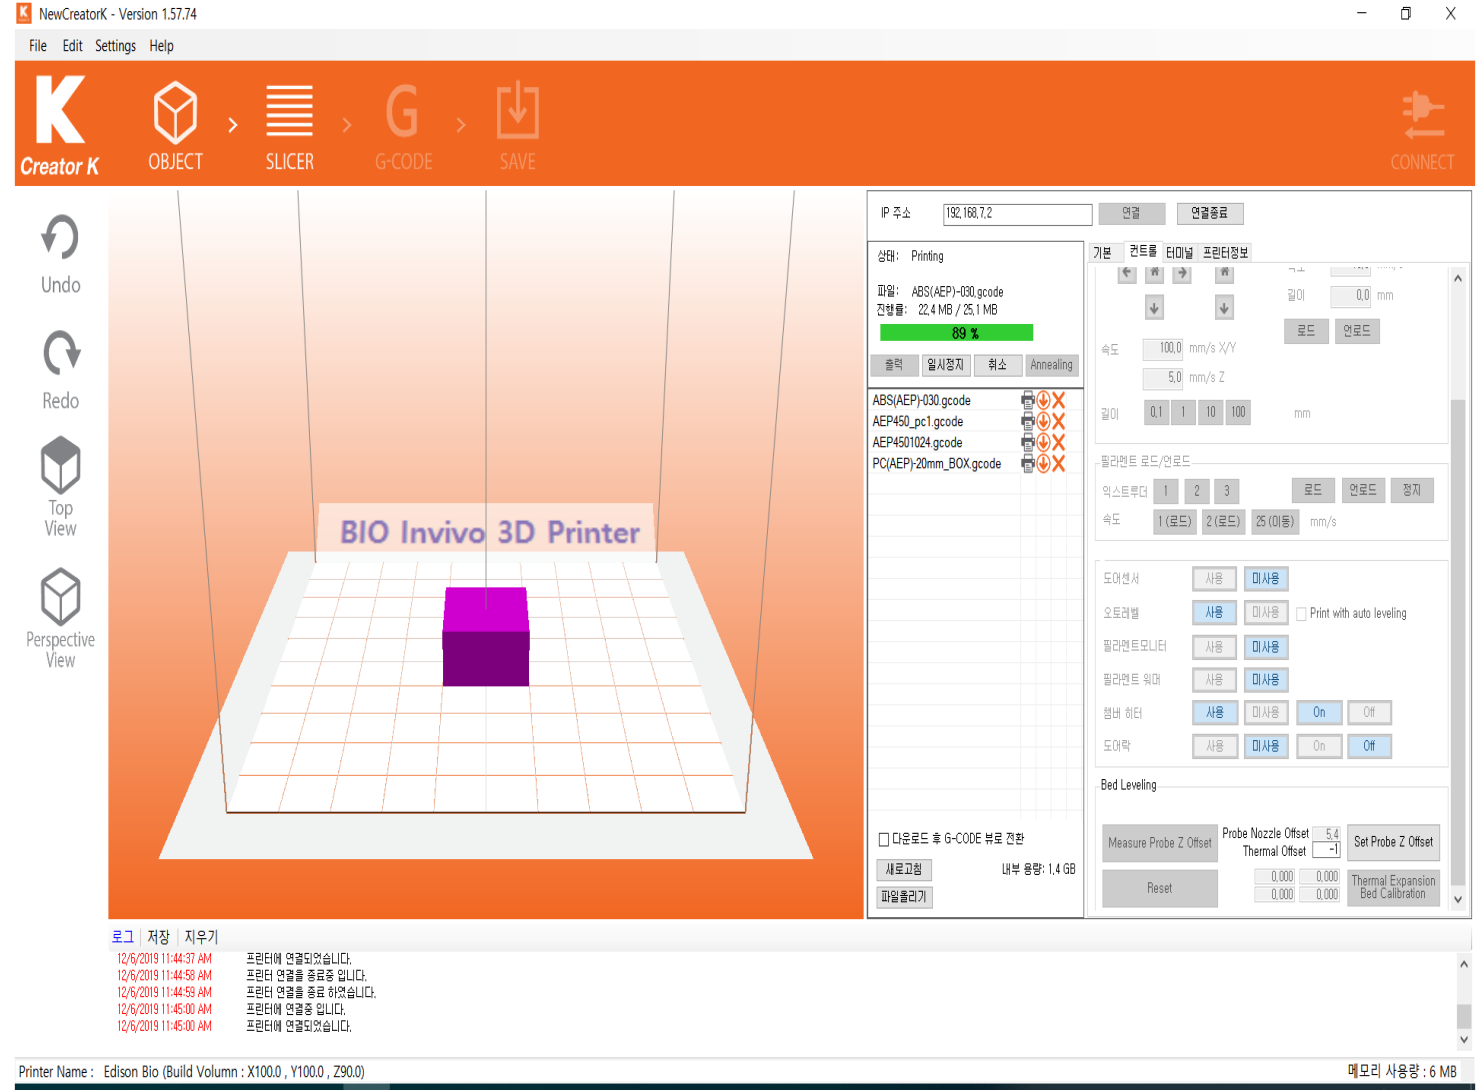 NewCreatorK - Version 1.57.74
File Edit Settings Help
K
Creator K
OBJECT
SLICER
G
G-CODE
SAVE
CONNECT
Undo
Redo
Top
View
Perspective
View
BIO Invivo 3D Printer
IP 주소 192.168.7.2 연결 연결종료
상태: Printing
파일: ABS(AEP)-030.gcode
진행률: 22.4 MB / 25.1 MB
89 %
출력 일시정지 취소 Annealing
ABS(AEP)-030.gcode
AEP450_pc1.gcode
AEP4501024.gcode
PC(AEP)-20mm_BOX.gcode
다운로드 후 G-CODE 뷰로 전환
새로고침 내부 용량: 1.4 GB
파일올리기
기본 컨트롤 터미널 프린터정보
길이 0.0 mm
로드 언로드
속도 100.0 mm/s X/Y
5.0 mm/s Z
길이 0.1 1 10 100 mm
필라멘트 로드/언로드
익스트루더 1 2 3 로드 언로드 정지
속도 1 (로드) 2 (로드) 25 (이동) mm/s
도어센서 사용 미사용
오토레벨 사용 미사용 Print with auto leveling
필라멘트모니터 사용 미사용
필라멘트 워머 사용 미사용
챔버 히터 사용 미사용 On Off
도어락 사용 미사용 On Off
Bed Leveling
Measure Probe Z Offset Probe Nozzle Offset 5.4 Set Probe Z Offset
Thermal Offset -1
Reset 0.000 0.000 Thermal Expansion
0.000 0.000 Bed Calibration
로그 저장 지우기
12/6/2019 11:44:37 AM 프린터에 연결되었습니다.
12/6/2019 11:44:58 AM 프린터 연결을 종료중 입니다.
12/6/2019 11:44:59 AM 프린터 연결을 종료 하였습니다.
12/6/2019 11:45:00 AM 프린터에 연결중 입니다.
12/6/2019 11:45:00 AM 프린터에 연결되었습니다.
Printer Name : Edison Bio (Build Volumn : X100.0 , Y100.0 , Z90.0) 메모리 사용량 : 6 MB